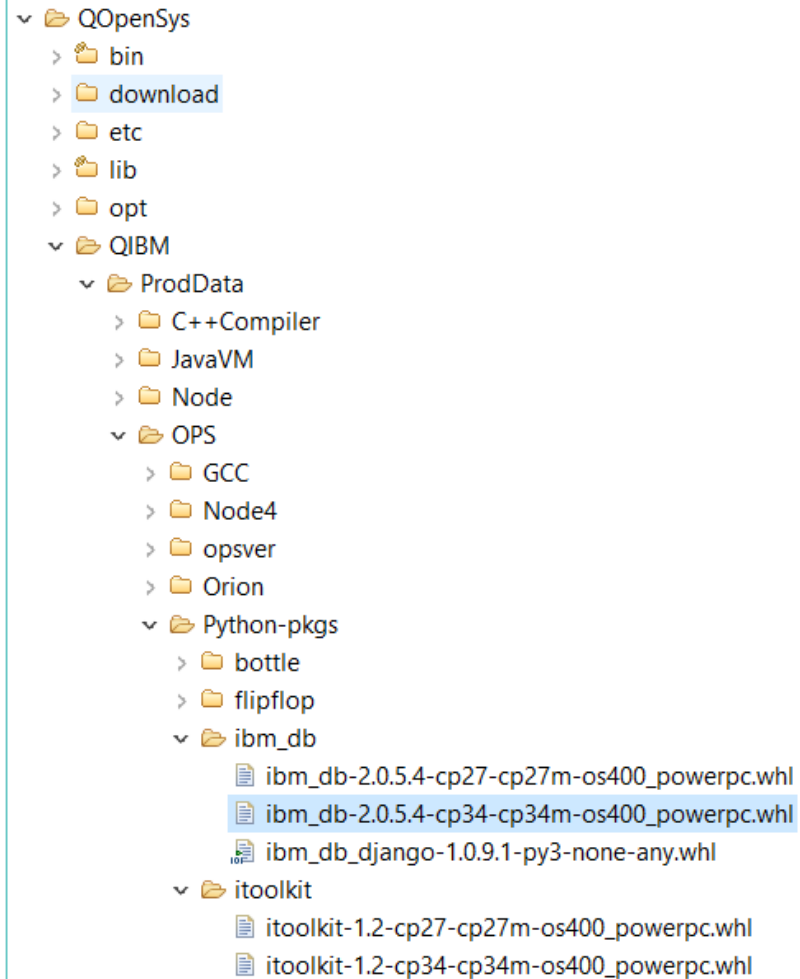 QOpenSys
bin
download
etc
lib
opt
QIBM
ProdData
C++Compiler
JavaVM
Node
OPS
GCC
Node4
opsver
Orion
Python-pkgs
bottle
flipflop
ibm_db
ibm_db-2.0.5.4-cp27-cp27m-os400_powerpc.whl
ibm_db-2.0.5.4-cp34-cp34m-os400_powerpc.whl
ibm_db_django-1.0.9.1-py3-none-any.whl
itoolkit
itoolkit-1.2-cp27-cp27m-os400_powerpc.whl
itoolkit-1.2-cp34-cp34m-os400_powerpc.whl